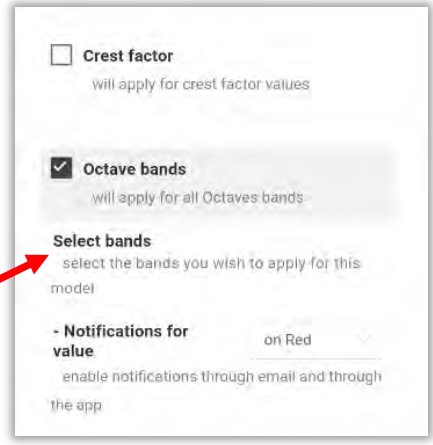 Crest factor
will apply for crest factor values
Octave bands
will apply for all Octaves bands
Select bands
select the bands you wish to apply for this
model
- Notifications for
value
on Red
enable notifications through email and through
the app